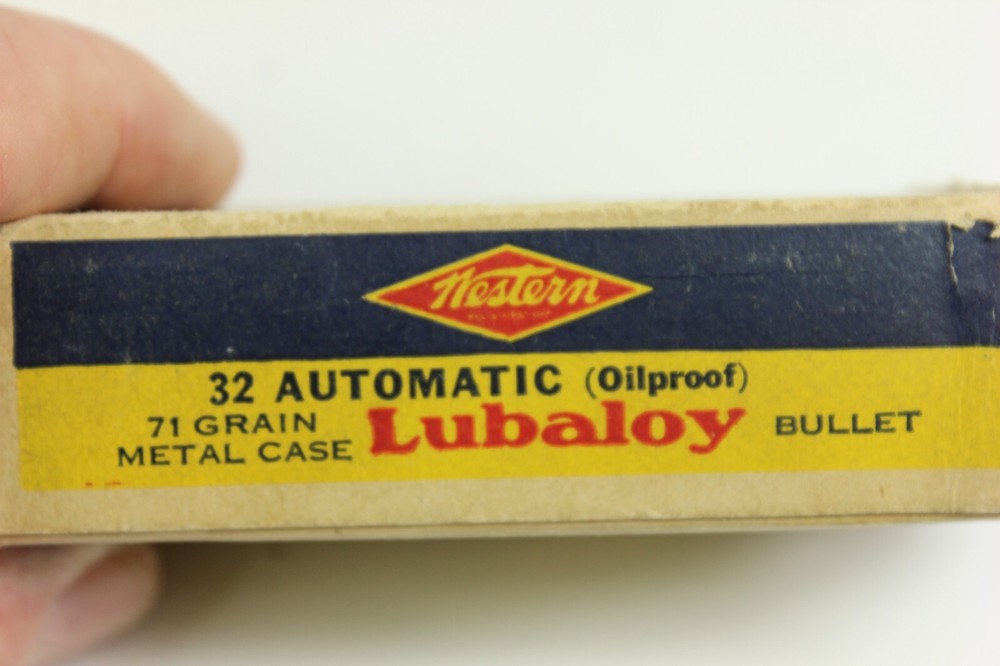 Western
32 AUTOMATIC (Oilproof)
71 GRAIN
METAL CASE
Lubaloy
BULLET